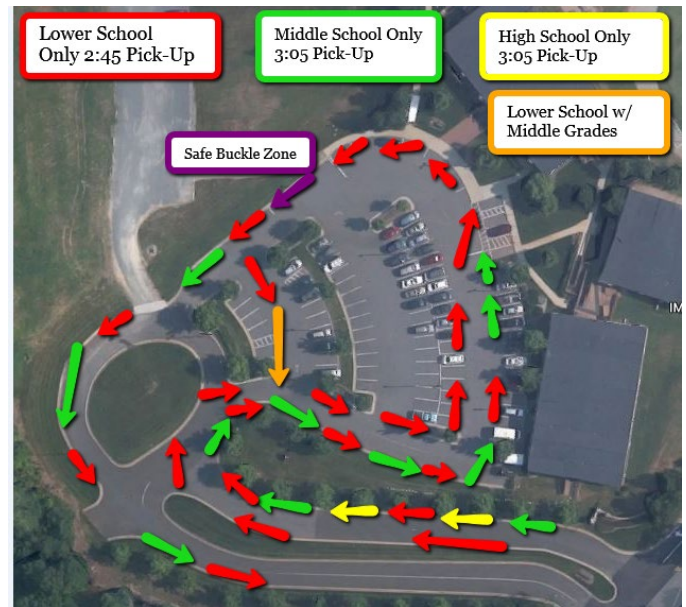 Lower School
Only 2:45 Pick-Up
Middle School Only
3:05 Pick-Up
High School Only
3:05 Pick-Up
Lower School w/
Middle Grades
Safe Buckle Zone
IM